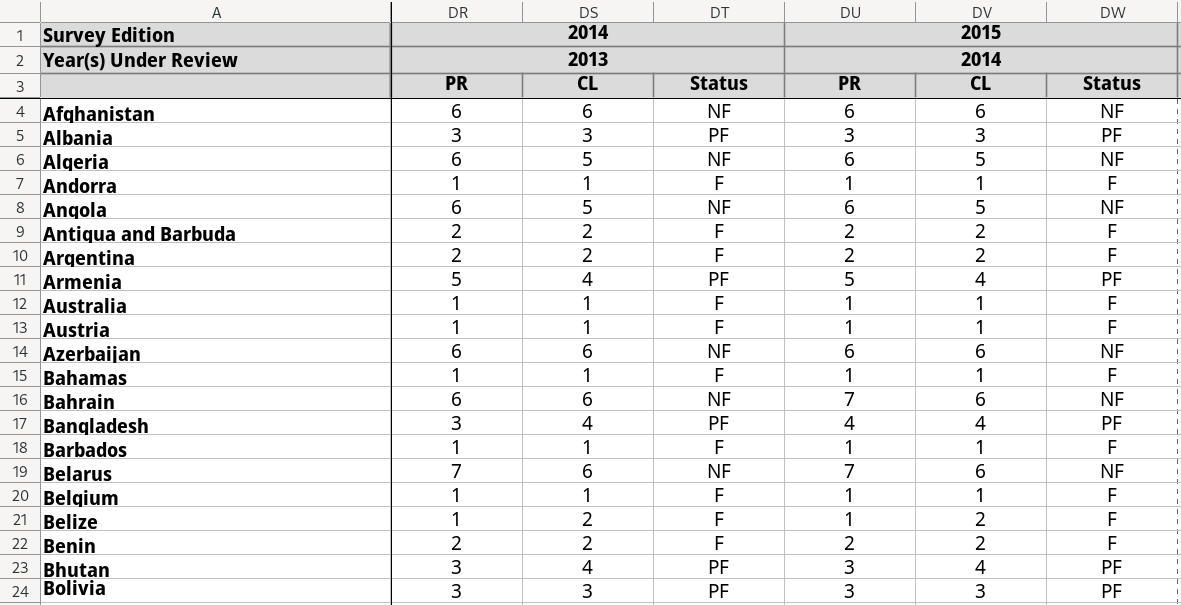 A DR DS DT DU DV DW
1 Survey Edition 2014 2015
2 Year(s) Under Review 2013 2014
3 PR CL Status PR CL Status
4 Afghanistan 6 6 NF 6 6 NF
5 Albania 3 3 PF 3 3 PF
6 Algeria 6 5 NF 6 5 NF
7 Andorra 1 1 F 1 1 F
8 Angola 6 5 NF 6 5 NF
9 Antigua and Barbuda 2 2 F 2 2 F
10 Argentina 2 2 F 2 2 F
11 Armenia 5 4 PF 5 4 PF
12 Australia 1 1 F 1 1 F
13 Austria 1 1 F 1 1 F
14 Azerbaijan 6 6 NF 6 6 NF
15 Bahamas 1 1 F 1 1 F
16 Bahrain 6 6 NF 7 6 NF
17 Bangladesh 3 4 PF 4 4 PF
18 Barbados 1 1 F 1 1 F
19 Belarus 7 6 NF 7 6 NF
20 Belgium 1 1 F 1 1 F
21 Belize 1 2 F 1 2 F
22 Benin 2 2 F 2 2 F
23 Bhutan 3 4 PF 3 4 PF
24 Bolivia 3 3 PF 3 3 PF